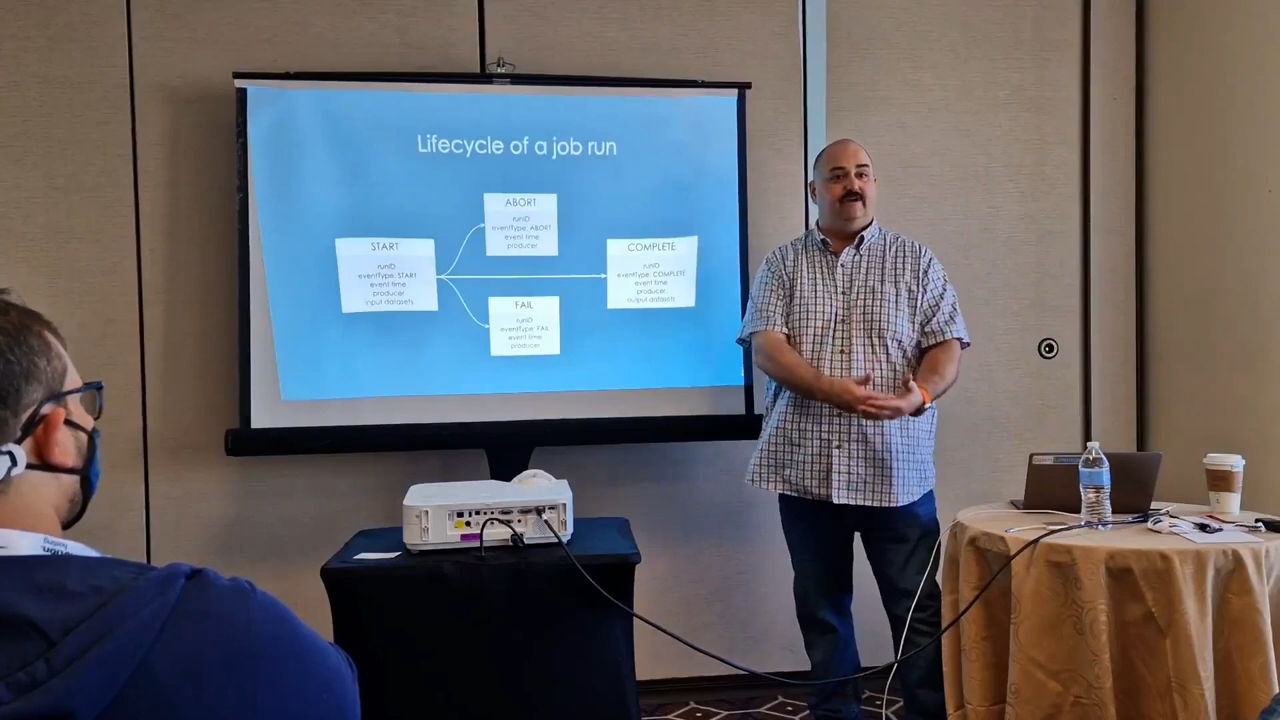 Lifecycle of a job run
ABORT
runID
eventType: ABORT
event time
producer
START
runID
eventType: START
event time
producer
input datasets
COMPLETE
runID
eventType: COMPLETE
event time
producer
output datasets
FAIL
runID
eventType: FAIL
event time
producer